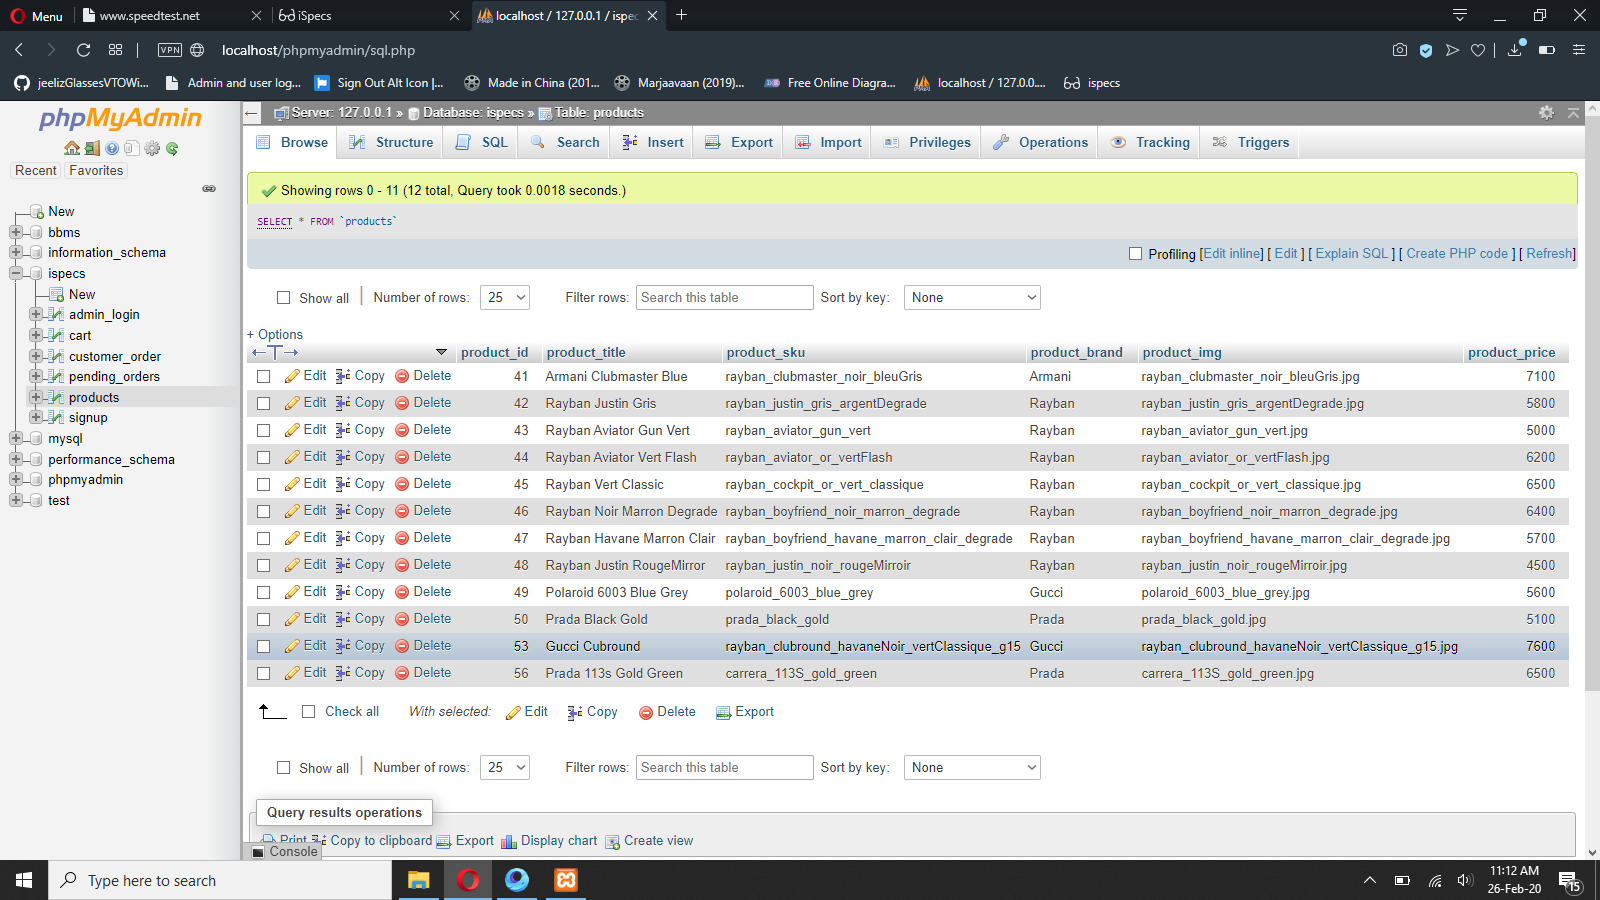 Menu www.speedtest.net iSpecs localhost / 127.0.0.1 / ispec
VPN localhost/phpmyadmin/sql.php
jeelizGlassesVTOWi... Admin and user log... Sign Out Alt Icon |... Made in China (201... Marjaavaan (2019)... Free Online Diagra... localhost / 127.0.0.... ispecs
phpMyAdmin
Recent Favorites
New
bbms
information_schema
ispecs
New
admin_login
cart
customer_order
pending_orders
products
signup
mysql
performance_schema
phpmyadmin
test
Server: 127.0.0.1 » Database: ispecs » Table: products
Browse Structure SQL Search Insert Export Import Privileges Operations Tracking Triggers
Showing rows 0 - 11 (12 total, Query took 0.0018 seconds.)
SELECT * FROM `products`
Profiling [Edit inline] [ Edit ] [ Explain SQL ] [ Create PHP code ] [ Refresh]
Show all Number of rows: 25 Filter rows: Search this table Sort by key: None
+ Options
product_id product_title product_sku product_brand product_img product_price
Edit Copy Delete 41 Armani Clubmaster Blue rayban_clubmaster_noir_bleuGris Armani rayban_clubmaster_noir_bleuGris.jpg 7100
Edit Copy Delete 42 Rayban Justin Gris rayban_justin_gris_argentDegrade Rayban rayban_justin_gris_argentDegrade.jpg 5800
Edit Copy Delete 43 Rayban Aviator Gun Vert rayban_aviator_gun_vert Rayban rayban_aviator_gun_vert.jpg 5000
Edit Copy Delete 44 Rayban Aviator Vert Flash rayban_aviator_or_vertFlash Rayban rayban_aviator_or_vertFlash.jpg 6200
Edit Copy Delete 45 Rayban Vert Classic rayban_cockpit_or_vert_classique Rayban rayban_cockpit_or_vert_classique.jpg 6500
Edit Copy Delete 46 Rayban Noir Marron Degrade rayban_boyfriend_noir_marron_degrade Rayban rayban_boyfriend_noir_marron_degrade.jpg 6400
Edit Copy Delete 47 Rayban Havane Marron Clair rayban_boyfriend_havane_marron_clair_degrade Rayban rayban_boyfriend_havane_marron_clair_degrade.jpg 5700
Edit Copy Delete 48 Rayban Justin RougeMirror rayban_justin_noir_rougeMirroir Rayban rayban_justin_noir_rougeMirroir.jpg 4500
Edit Copy Delete 49 Polaroid 6003 Blue Grey polaroid_6003_blue_grey Gucci polaroid_6003_blue_grey.jpg 5600
Edit Copy Delete 50 Prada Black Gold prada_black_gold Prada prada_black_gold.jpg 5100
Edit Copy Delete 53 Gucci Cubround rayban_clubround_havaneNoir_vertClassique_g15 Gucci rayban_clubround_havaneNoir_vertClassique_g15.jpg 7600
Edit Copy Delete 56 Prada 113s Gold Green carrera_113S_gold_green Prada carrera_113S_gold_green.jpg 6500
Check all With selected: Edit Copy Delete Export
Show all Number of rows: 25 Filter rows: Search this table Sort by key: None
Query results operations
Print Copy to clipboard Export Display chart Create view
Console
Type here to search
11:12 AM
26-Feb-20
15